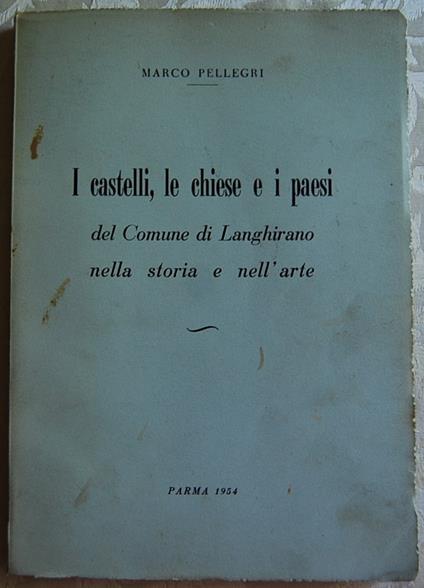 MARCO PELLEGRI
I castelli, le chiese e i paesi
del Comune di Langhirano
nella storia e nell'arte
PARMA 1954